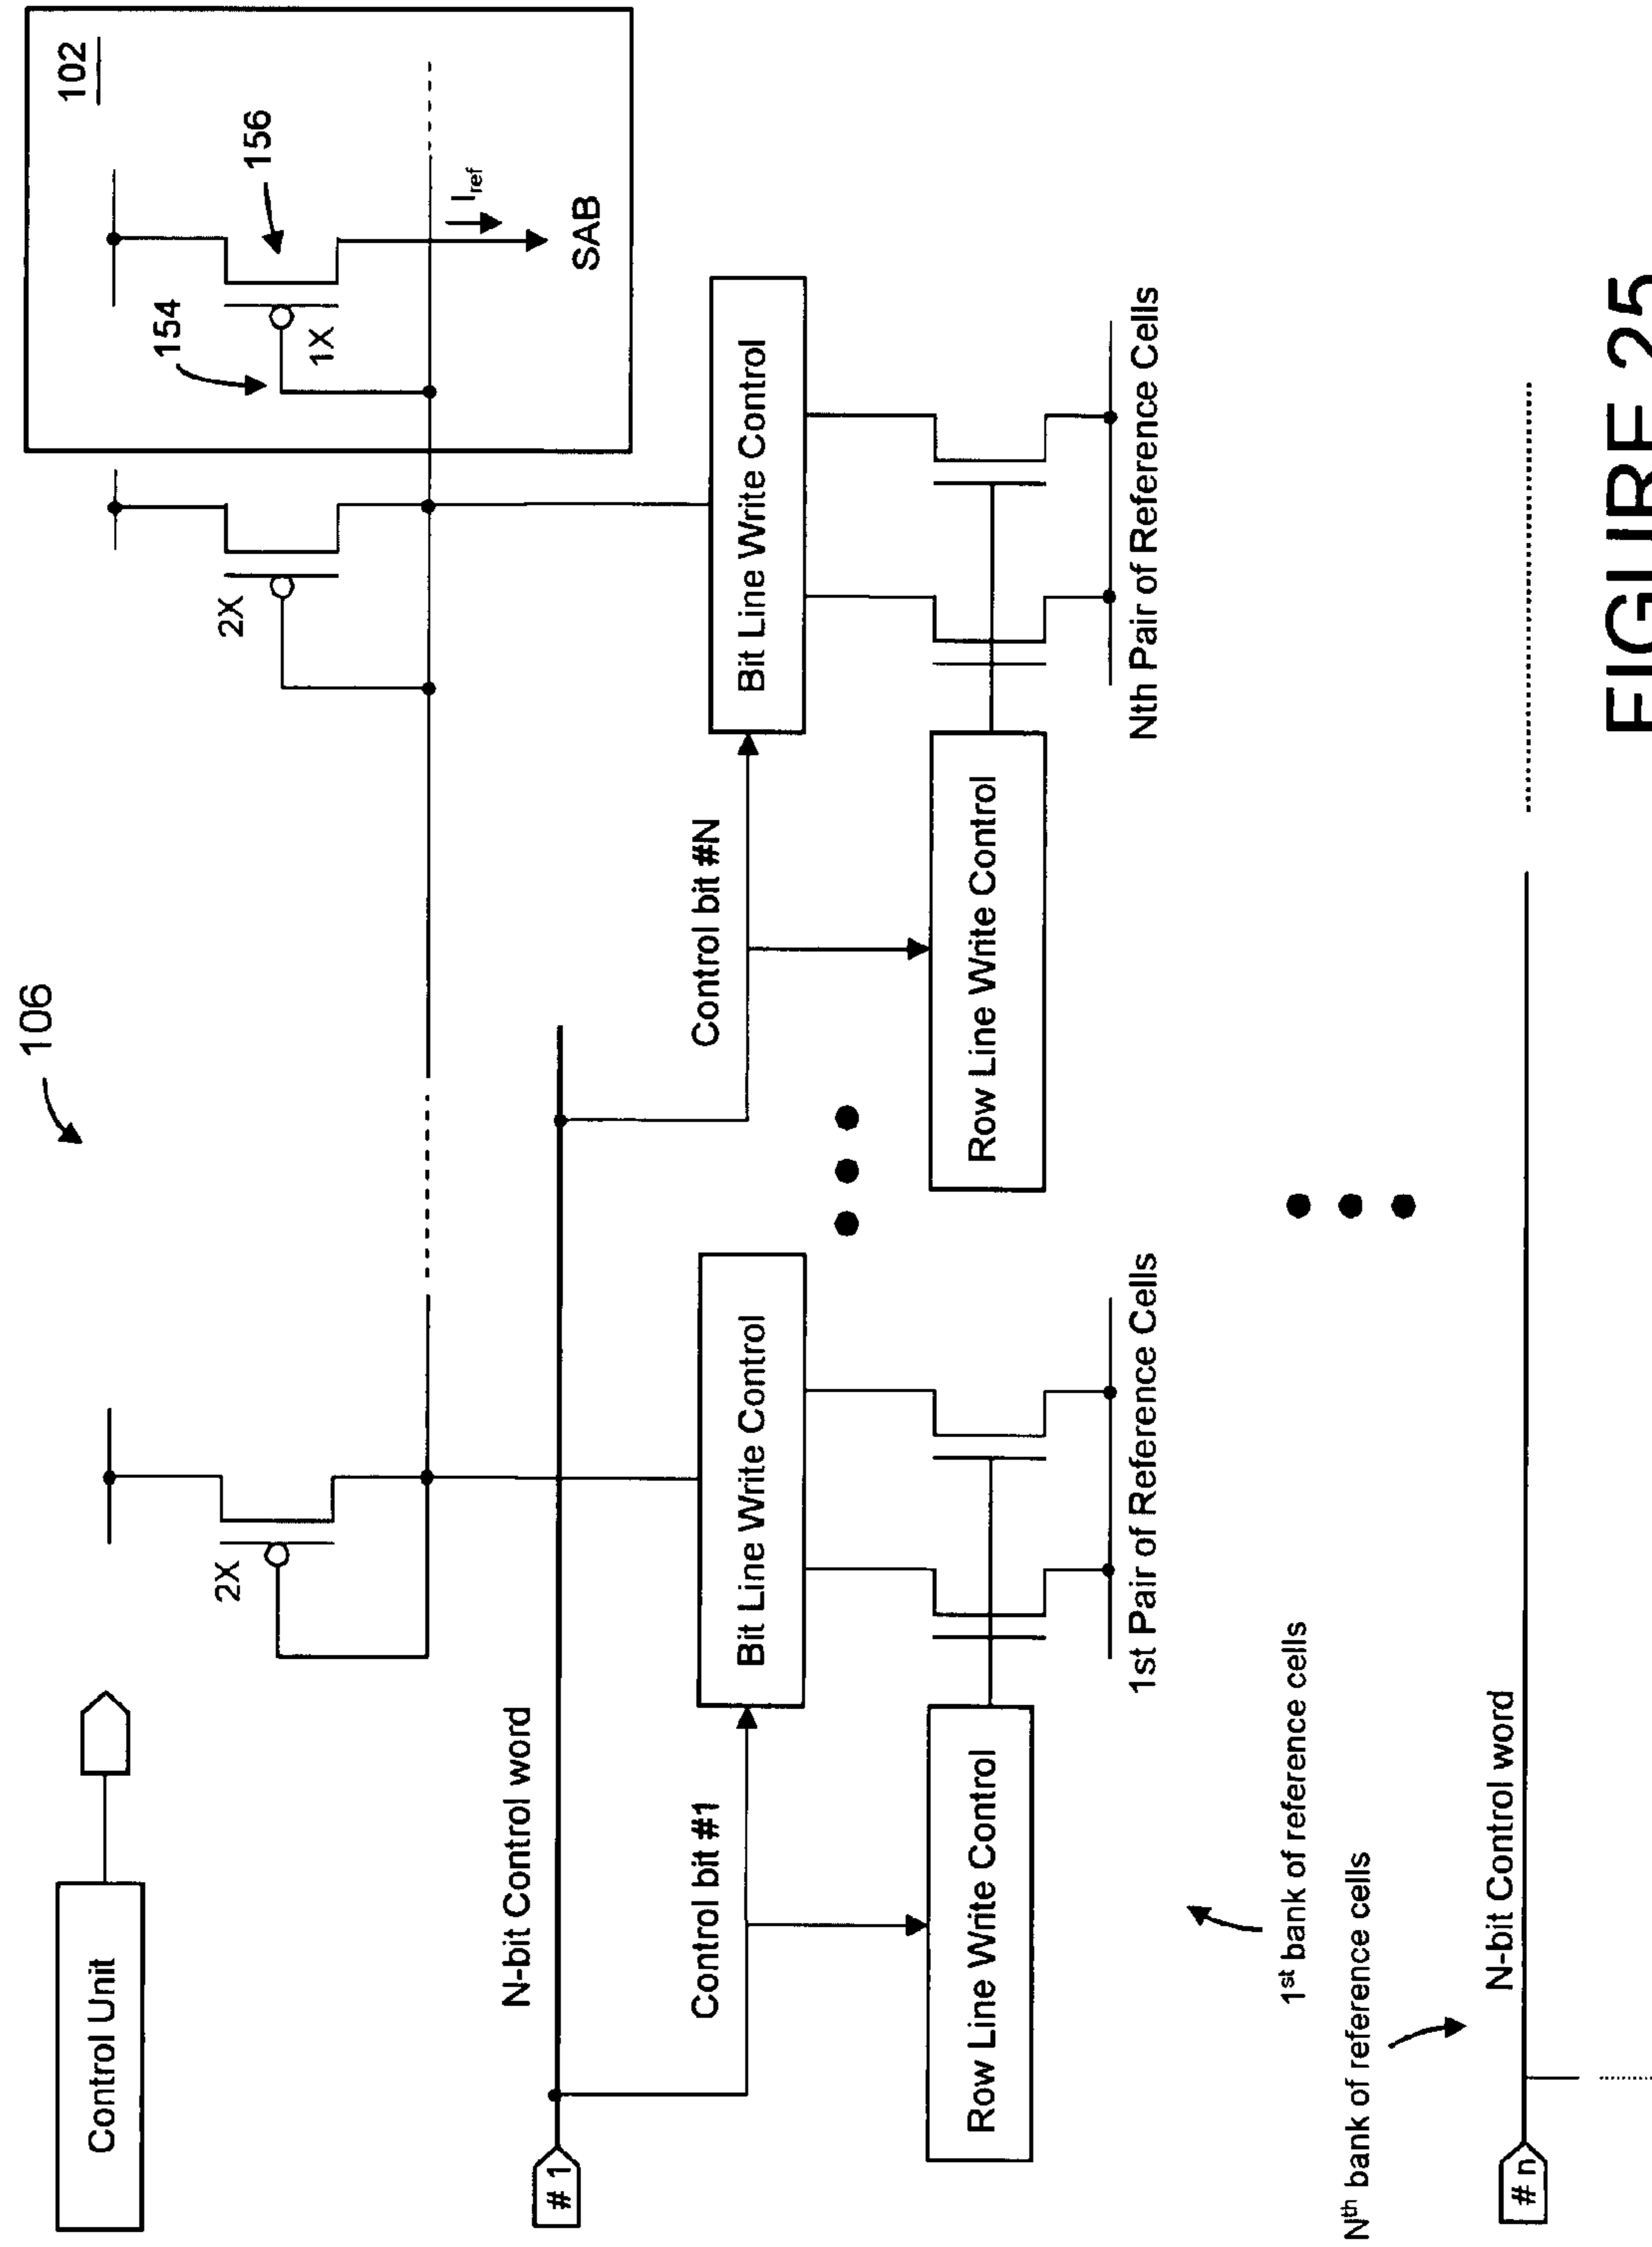 106
Control Unit
102
2X
2X
154
156
1X
I_ref
SAB
N-bit Control word
# 1
Control bit #1
Bit Line Write Control
Control bit #N
Bit Line Write Control
Row Line Write Control
Row Line Write Control
1st Pair of Reference Cells
Nth Pair of Reference Cells
1st bank of reference cells
Nth bank of reference cells
N-bit Control word
# n
FIGURE 25